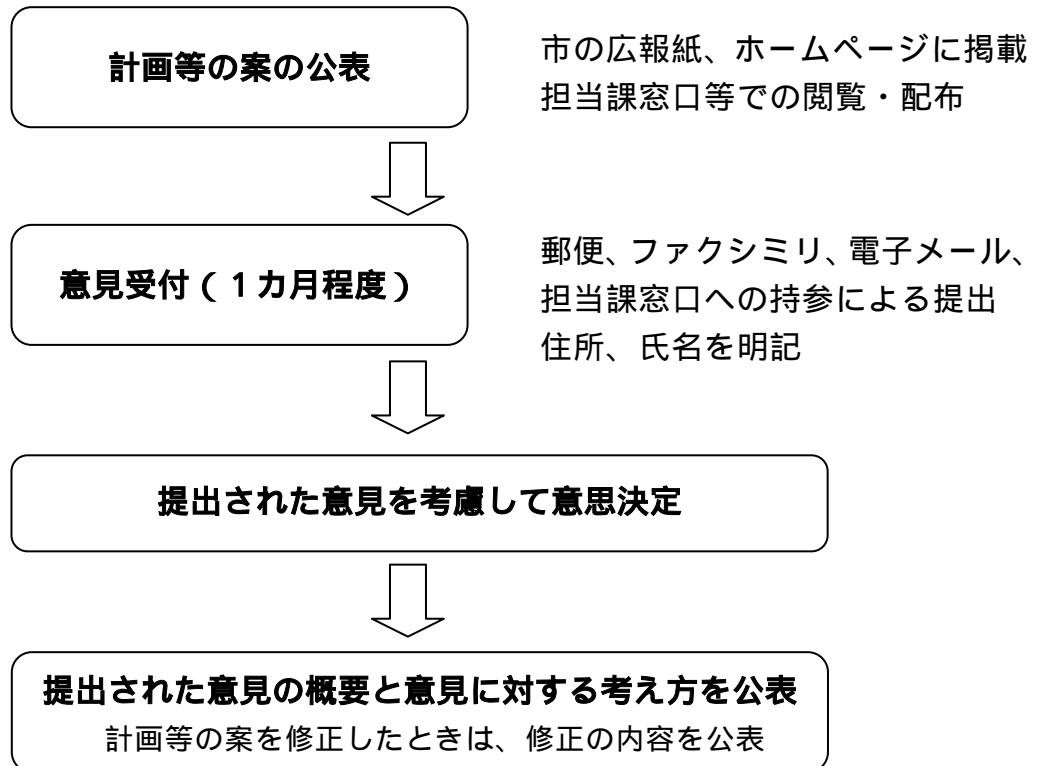 計画等の案の公表
市の広報紙、ホームページに掲載
担当課窓口等での閲覧・配布
意見受付（１カ月程度）
郵便、ファクシミリ、電子メール、
担当課窓口への持参による提出
住所、氏名を明記
提出された意見を考慮して意思決定
提出された意見の概要と意見に対する考え方を公表
計画等の案を修正したときは、修正の内容を公表